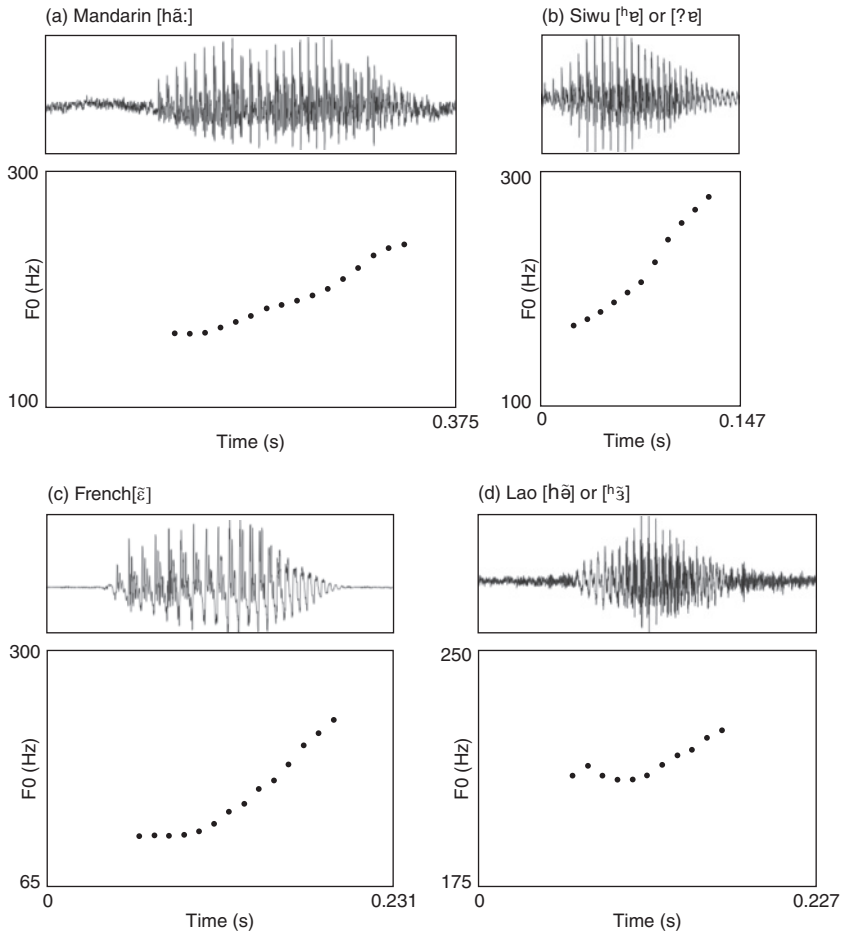 (a) Mandarin [hã:]
(b) Siwu [ʰɐ] or [?ɐ]
300
F0 (Hz)
100
0.375
Time (s)
300
F0 (Hz)
100
0
0.147
Time (s)
(c) French[ɛ̃]
(d) Lao [hə̃] or [ʰɜ̃]
300
F0 (Hz)
65
0
0.231
Time (s)
250
F0 (Hz)
175
0
0.227
Time (s)